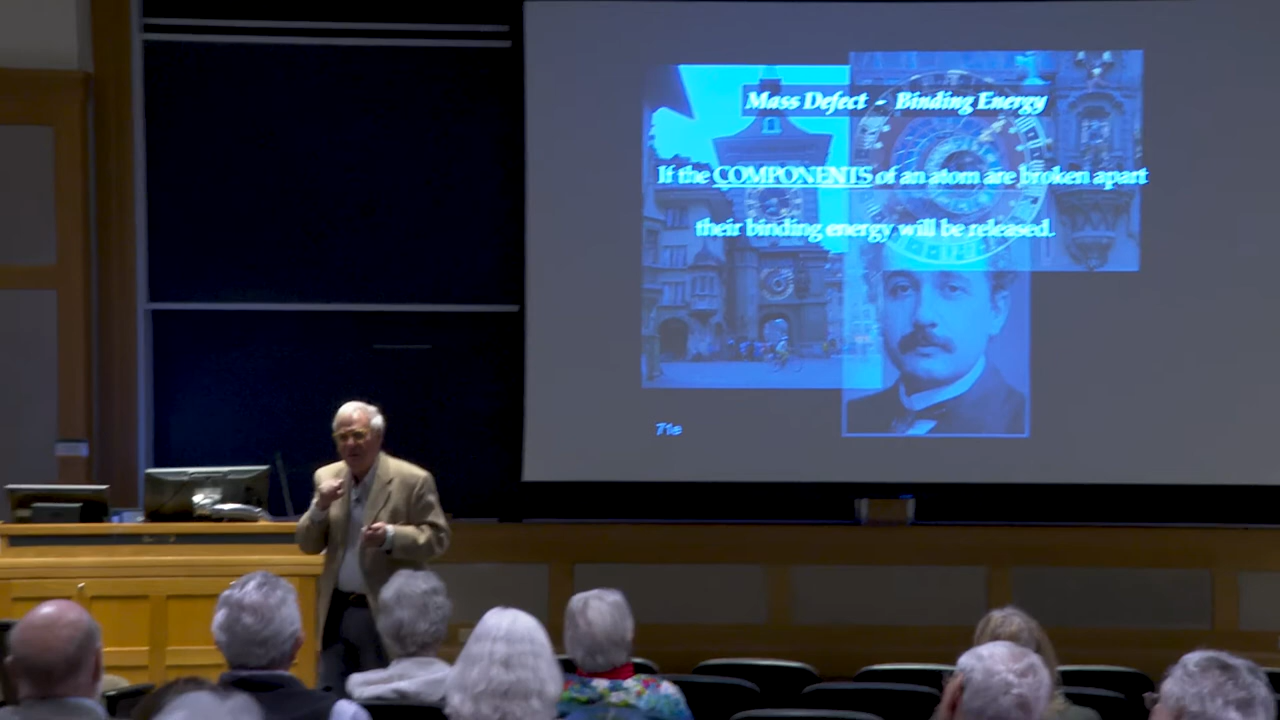 Mass Defect - Binding Energy
If the COMPONENTS of an atom are broken apart
their binding energy will be released.
71e